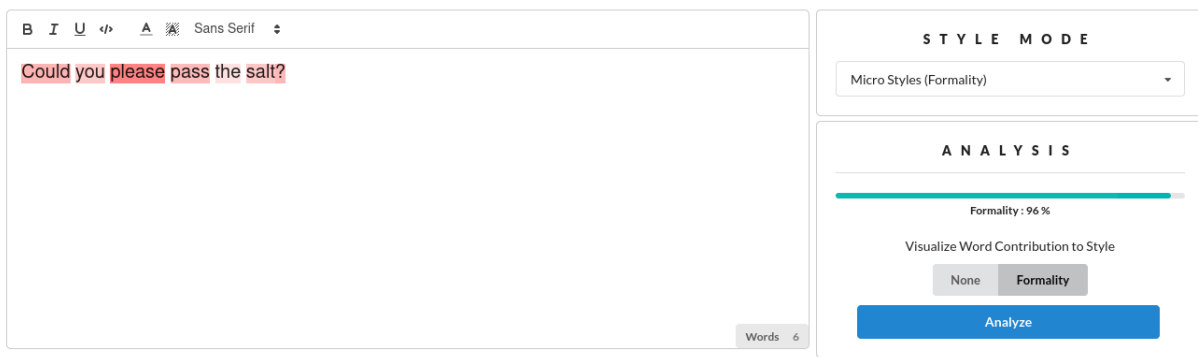 B I U </> A A Sans Serif
Could you please pass the salt?
Words 6
STYLE MODE
Micro Styles (Formality)
ANALYSIS
Formality : 96 %
Visualize Word Contribution to Style
None Formality
Analyze